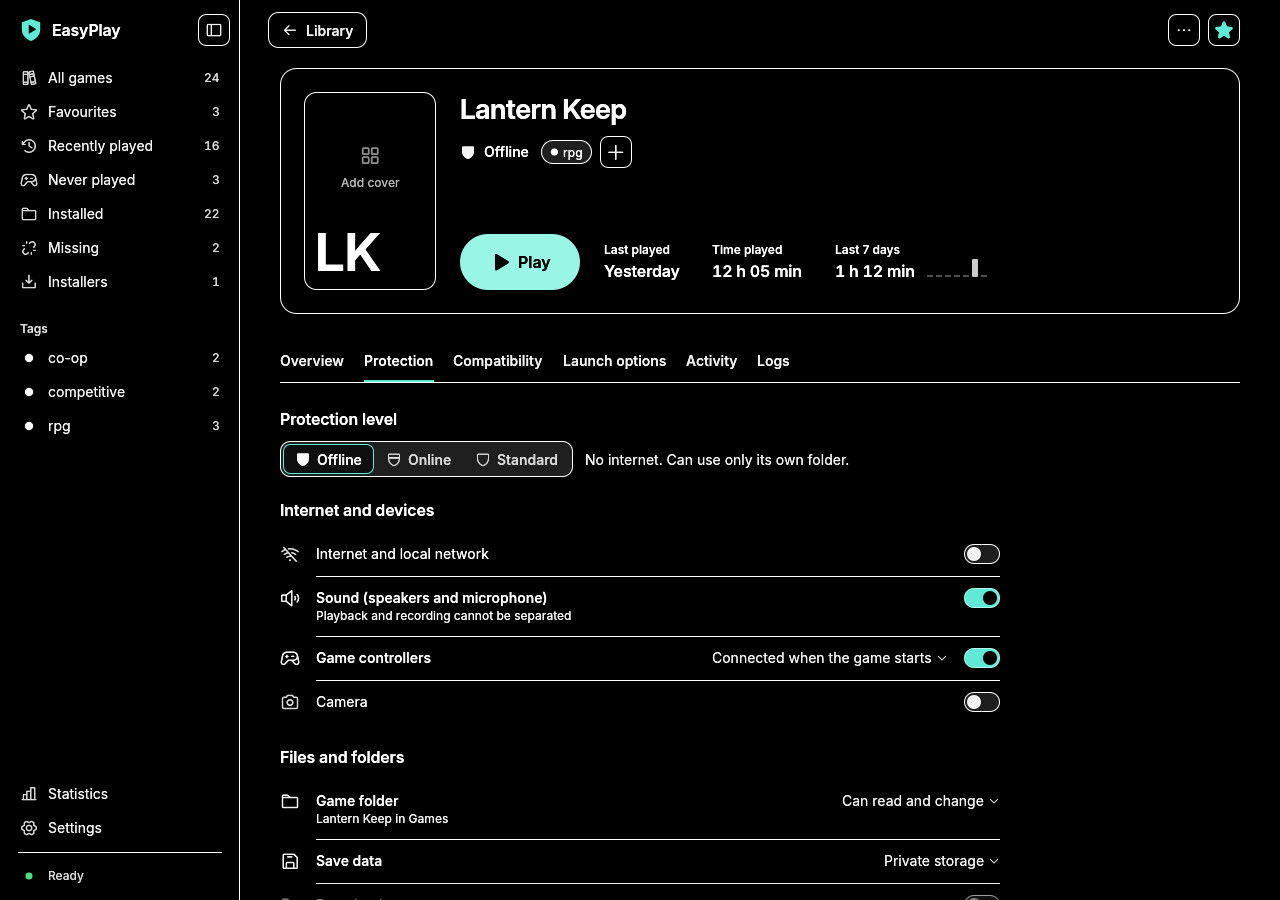 EasyPlay
All games 24
Favourites 3
Recently played 16
Never played 3
Installed 22
Missing 2
Installers 1
Tags
co-op 2
competitive 2
rpg 3
Statistics
Settings
Ready
Library
Add cover
LK
Lantern Keep
Offline rpg
Play
Last played
Yesterday
Time played
12 h 05 min
Last 7 days
1 h 12 min
Overview Protection Compatibility Launch options Activity Logs
Protection level
Offline Online Standard No internet. Can use only its own folder.
Internet and devices
Internet and local network
Sound (speakers and microphone)
Playback and recording cannot be separated
Game controllers Connected when the game starts
Camera
Files and folders
Game folder Can read and change
Lantern Keep in Games
Save data Private storage